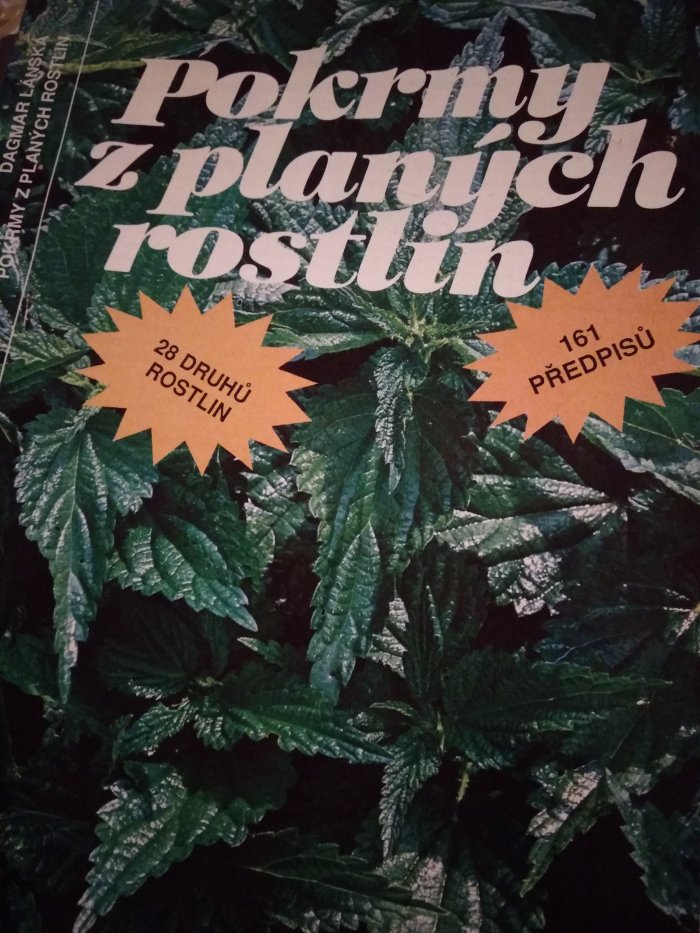 DAGMAR LÁNSKÁ
POKRMY Z PLANÝCH ROSTLIN
Pokrmy
z planých
rostlin
28 DRUHŮ
ROSTLIN
161
PŘEDPISŮ